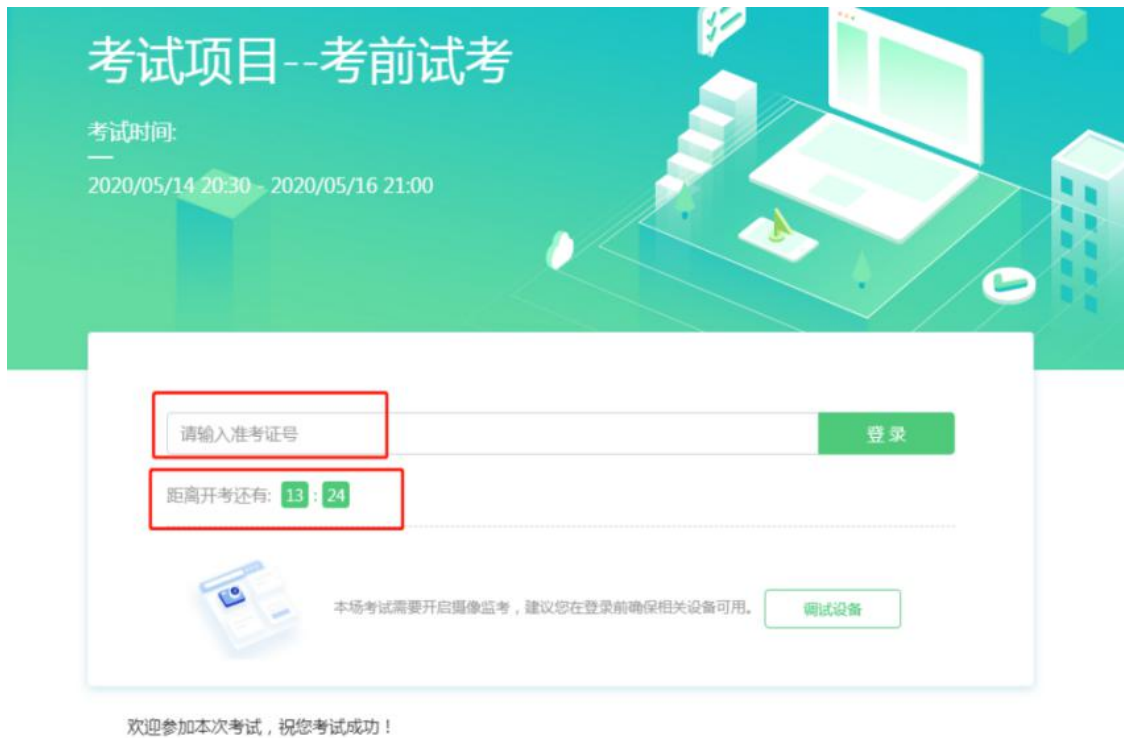 考试项目--考前试考
考试时间:
2020/05/14 20:30 - 2020/05/16 21:00
请输入准考证号
登 录
距离开考还有: 13 : 24
本场考试需要开启摄像监考，建议您在登录前确保相关设备可用。
调试设备
欢迎参加本次考试，祝您考试成功！